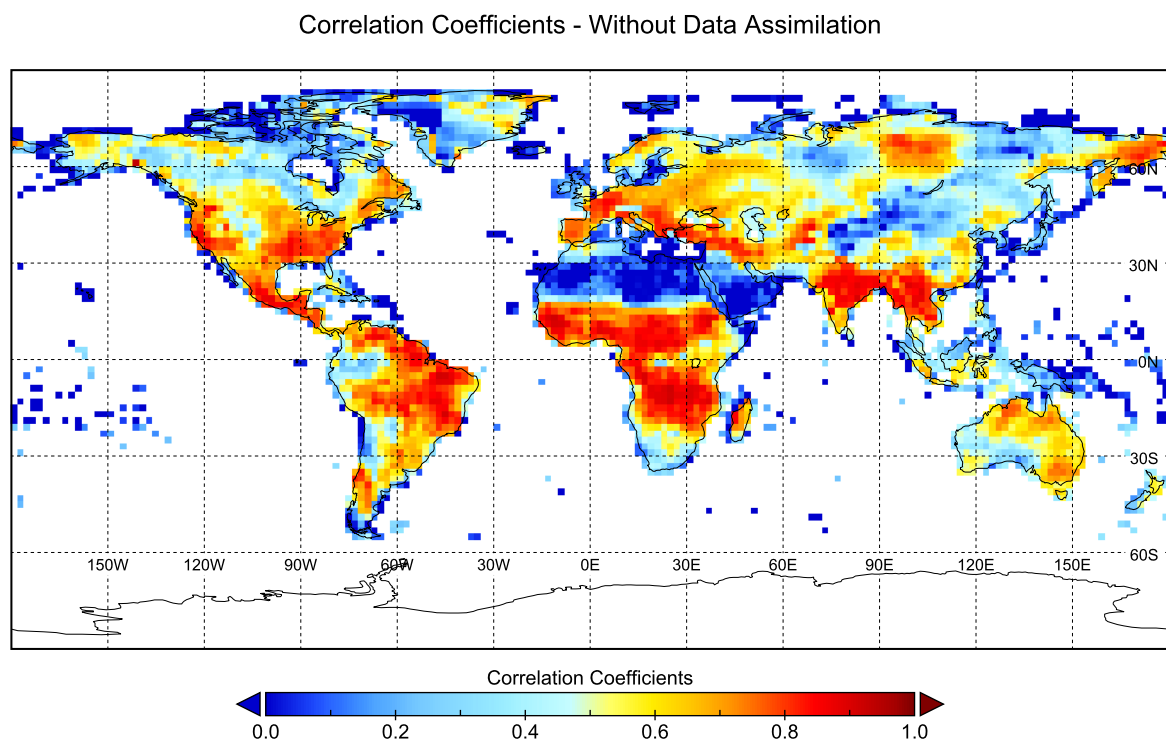 Correlation Coefficients - Without Data Assimilation
60N
30N
0N
30S
60S
150W 120W 90W 60W 30W 0E 30E 60E 90E 120E 150E
Correlation Coefficients
0.0 0.2 0.4 0.6 0.8 1.0